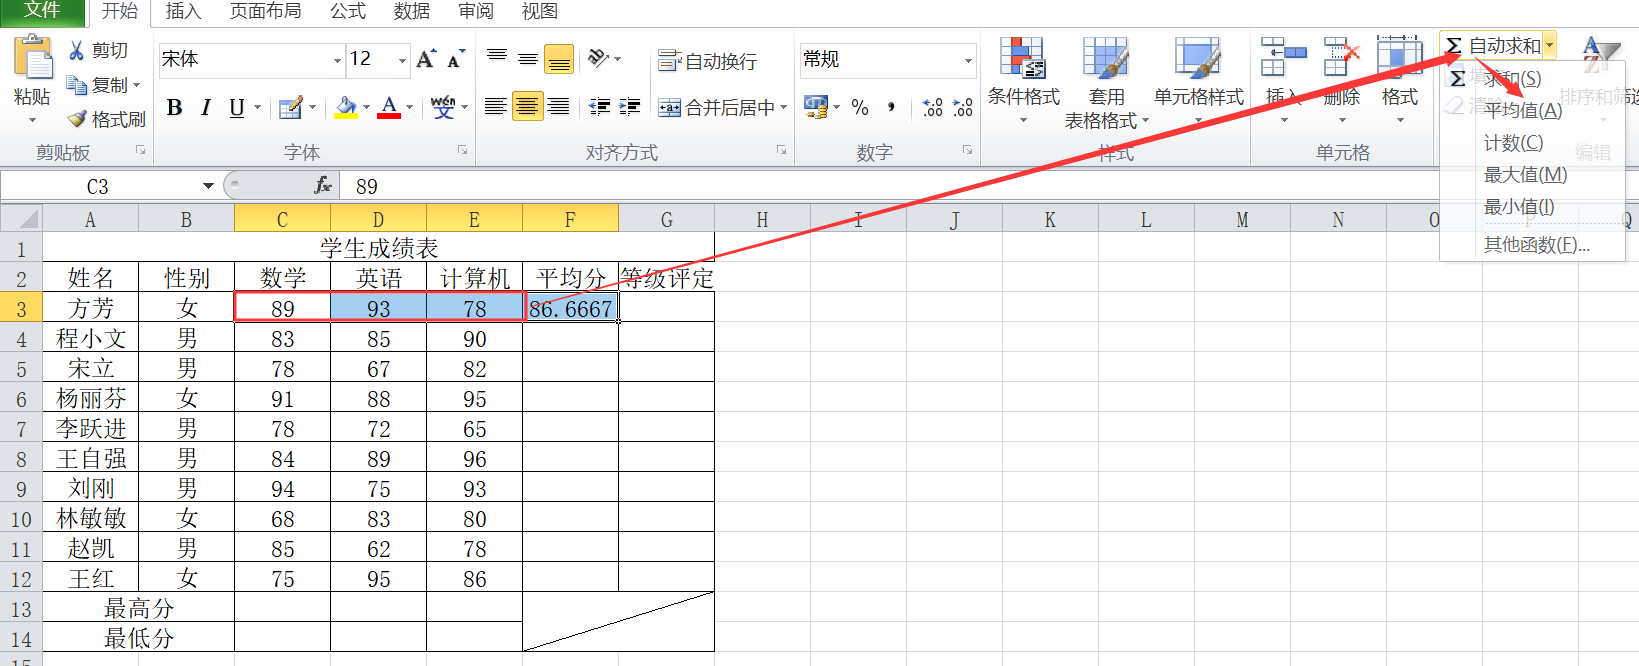 文件 开始 插入 页面布局 公式 数据 审阅 视图
剪切
复制
格式刷
粘贴
宋体 12 A A
B I U A wén 文
自动换行
合并后居中
常规
% ,
.00 .00
条件格式 套用 表格格式 单元格样式
插入 删除 格式
Σ 自动求和
Σ 求和(S)
平均值(A)
计数(C)
最大值(M)
最小值(I)
其他函数(F)...
排序和筛选
清除
编辑
剪贴板 字体 对齐方式 数字 样式 单元格
C3 fx 89
A B C D E F G H I J K L M N O P Q
1 学生成绩表
2 姓名 性别 数学 英语 计算机 平均分 等级评定
3 方芳 女 89 93 78 86.6667
4 程小文 男 83 85 90
5 宋立 男 78 67 82
6 杨丽芬 女 91 88 95
7 李跃进 男 78 72 65
8 王自强 男 84 89 96
9 刘刚 男 94 75 93
10 林敏敏 女 68 83 80
11 赵凯 男 85 62 78
12 王红 女 75 95 86
13 最高分
14 最低分
15